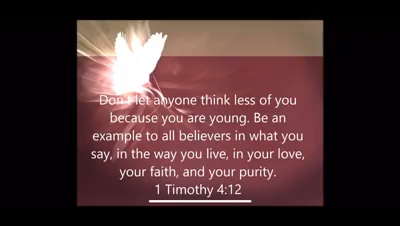 Don't let anyone think less of you
because you are young. Be an
example to all believers in what you
say, in the way you live, in your love,
your faith, and your purity.
1 Timothy 4:12